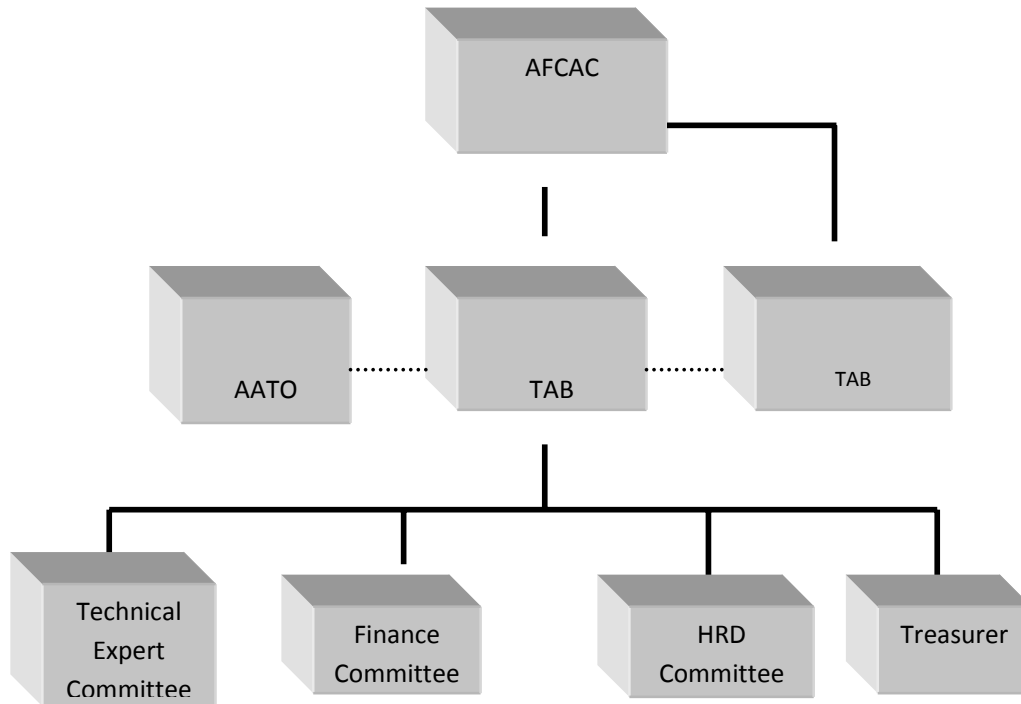 AFCAC
AATO
TAB
TAB
Technical
Expert
Committee
Finance
Committee
HRD
Committee
Treasurer